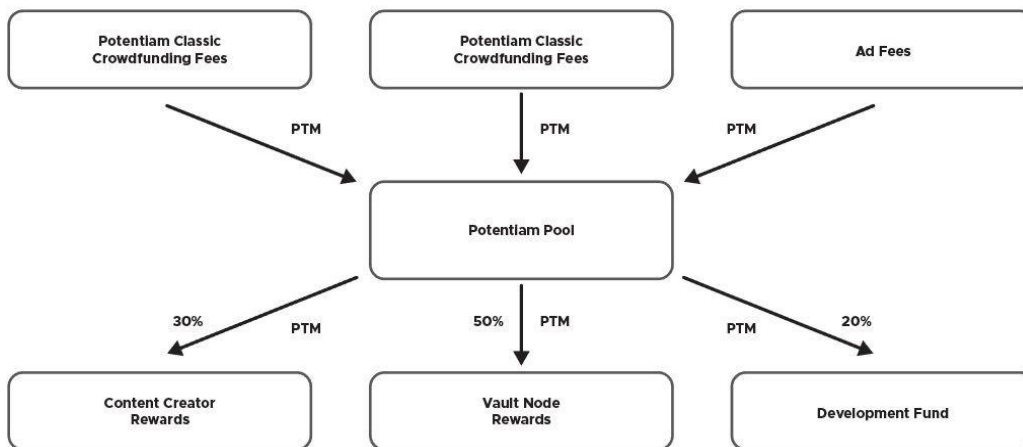 Potentiam Classic
Crowdfunding Fees
Potentiam Classic
Crowdfunding Fees
Ad Fees
PTM
PTM
PTM
Potentiam Pool
30%
PTM
50%
PTM
PTM
20%
Content Creator
Rewards
Vault Node
Rewards
Development Fund